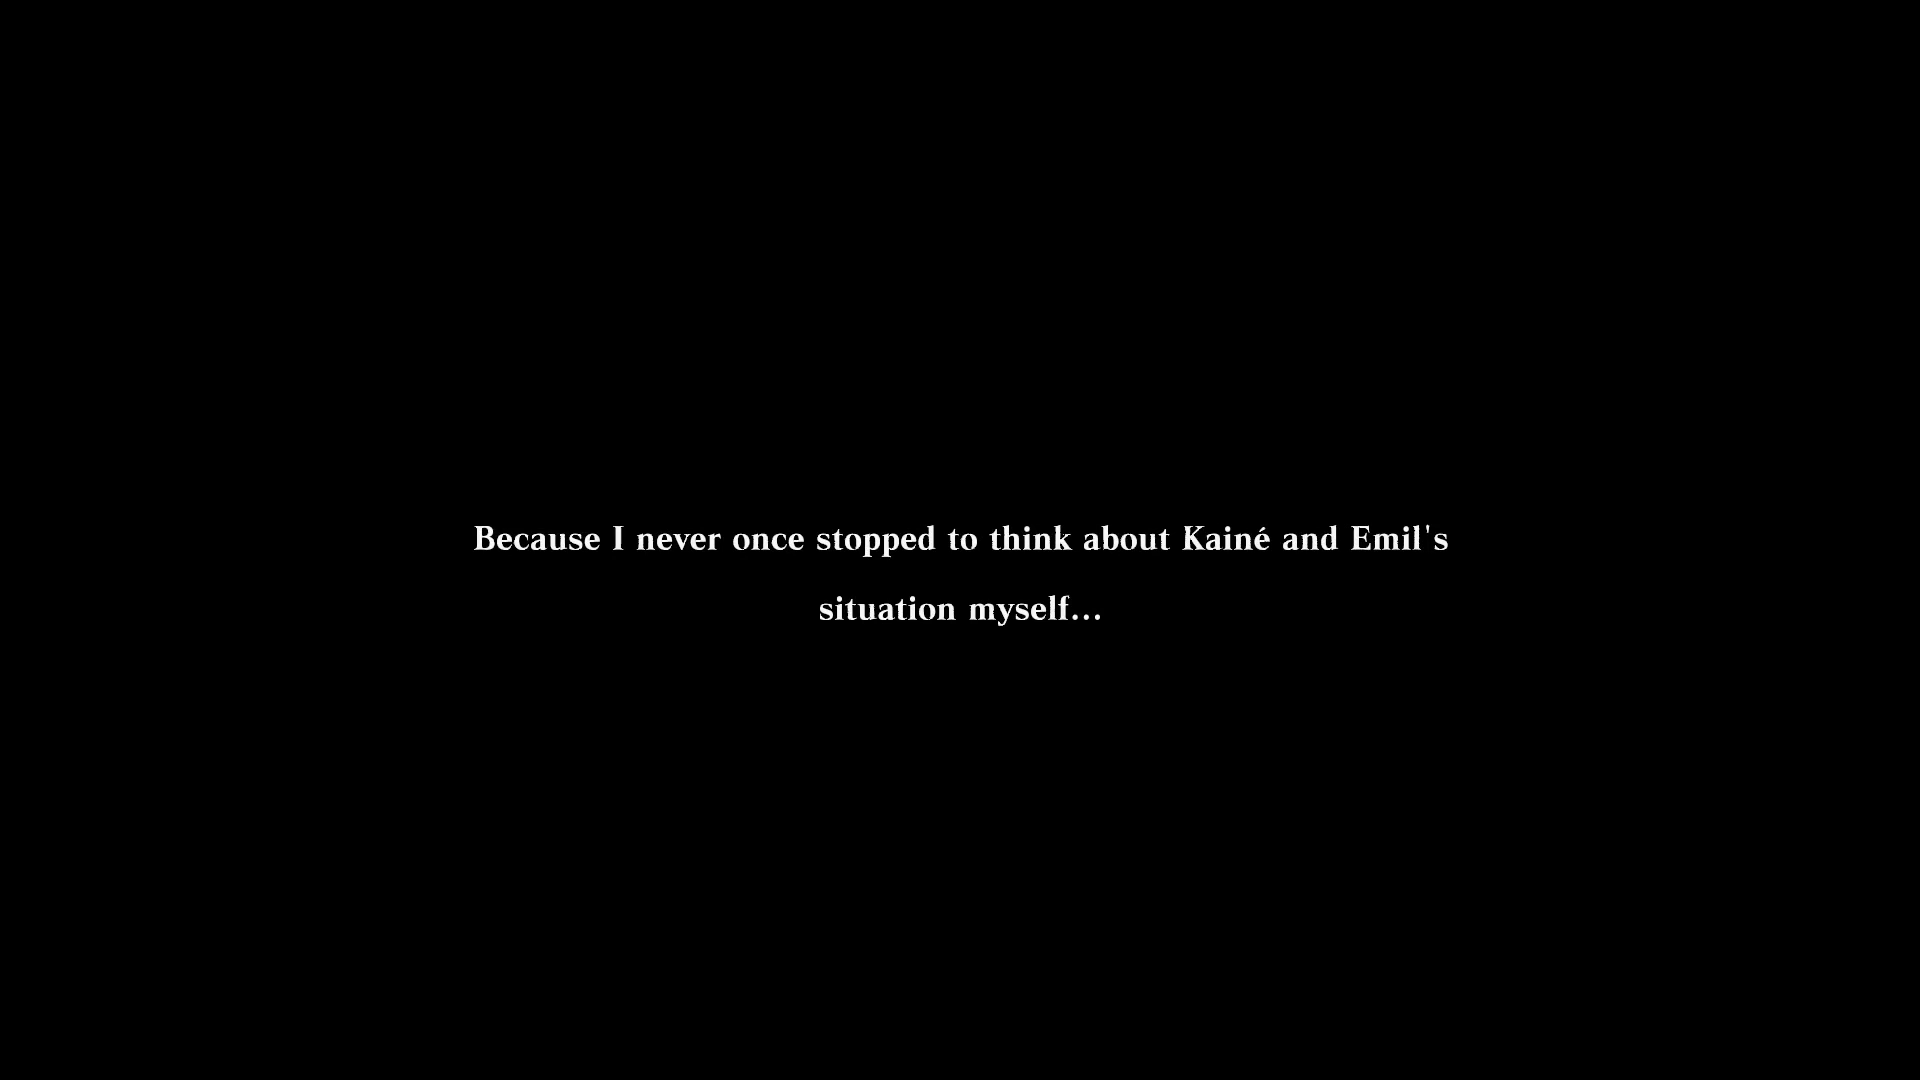 Because I never once stopped to think about Kainé and Emil's
situation myself...